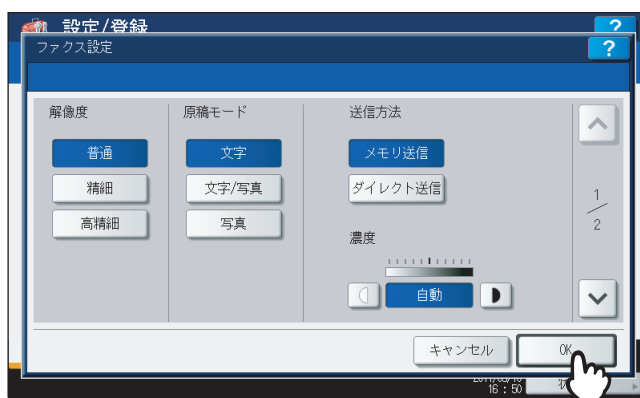 設定/登録
?
ファクス設定
?
解像度
原稿モード
送信方法
普通
文字
メモリ送信
精細
文字/写真
ダイレクト送信
高精細
写真
濃度
自動
1
2
キャンセル
OK
16:50